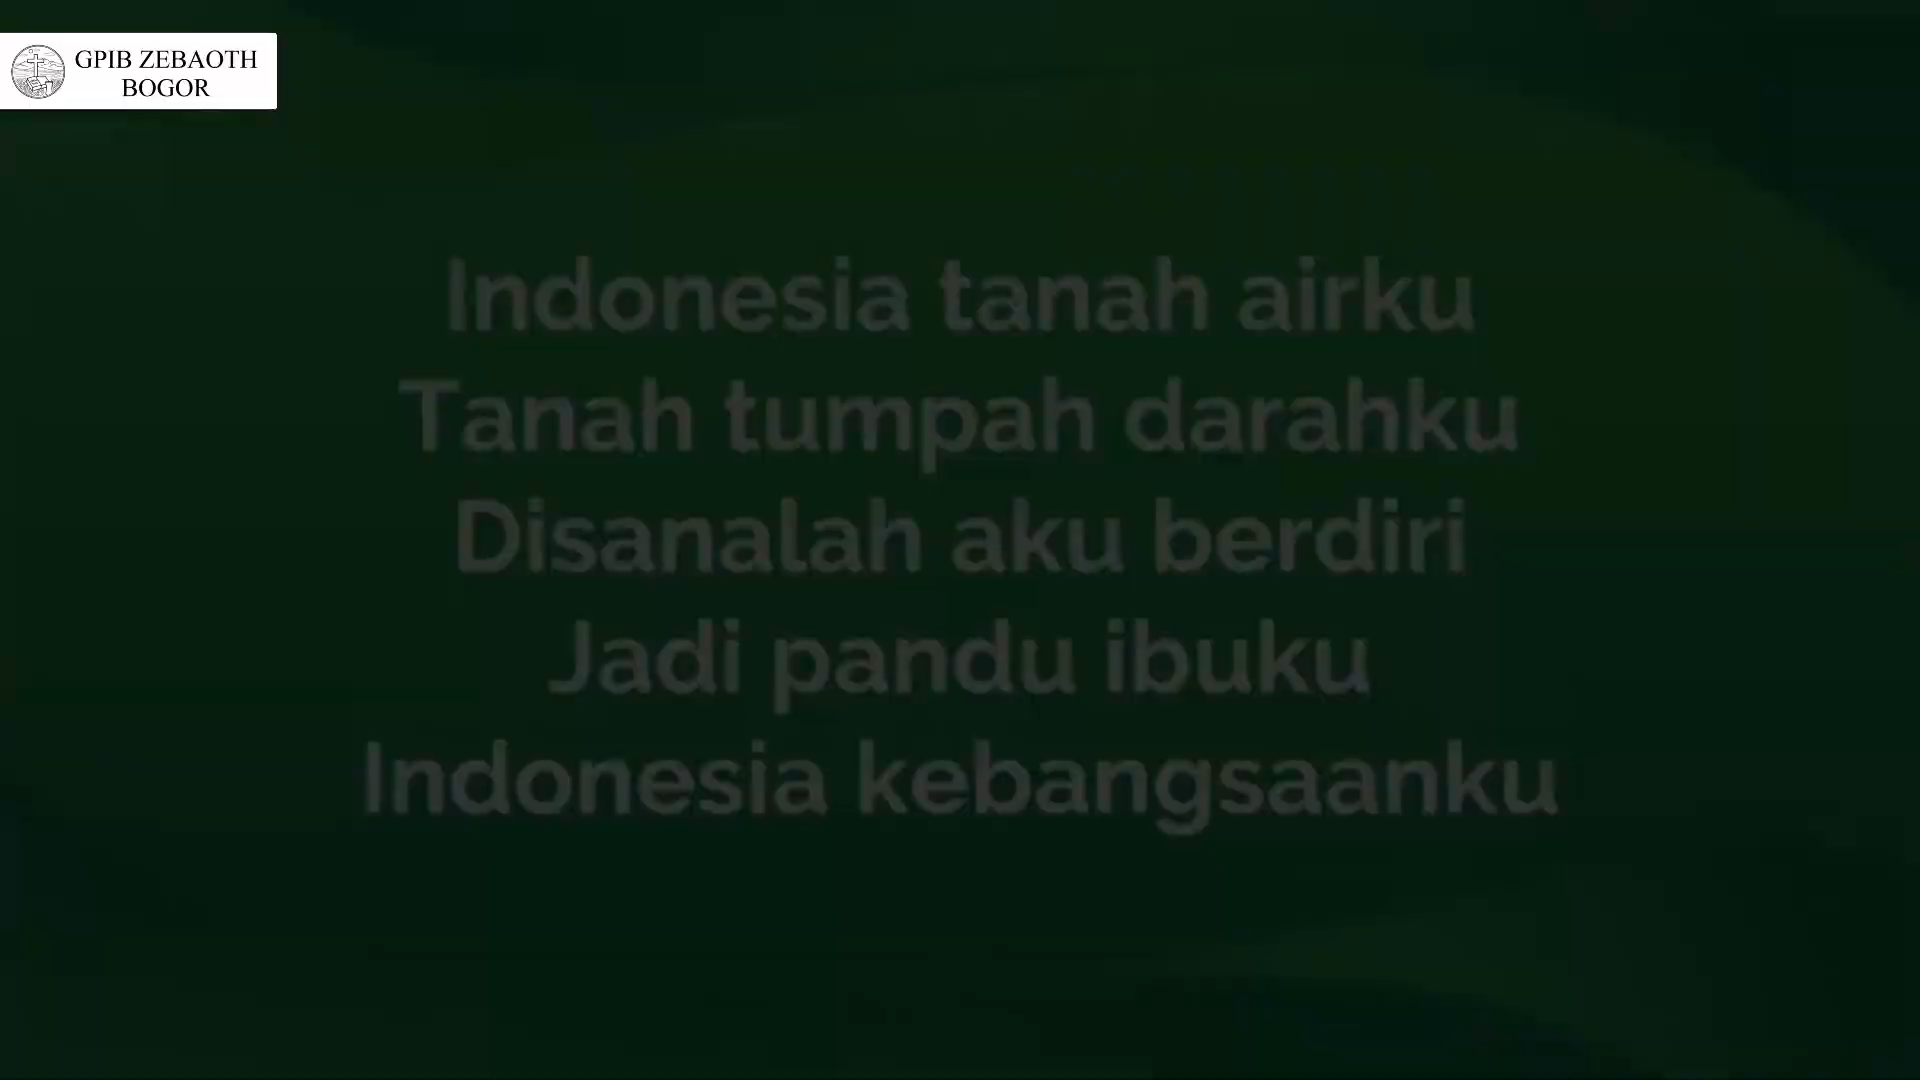 GPIB ZEBAOTH
BOGOR
Indonesia tanah airku
Tanah tumpah darahku
Disanalah aku berdiri
Jadi pandu ibuku
Indonesia kebangsaanku